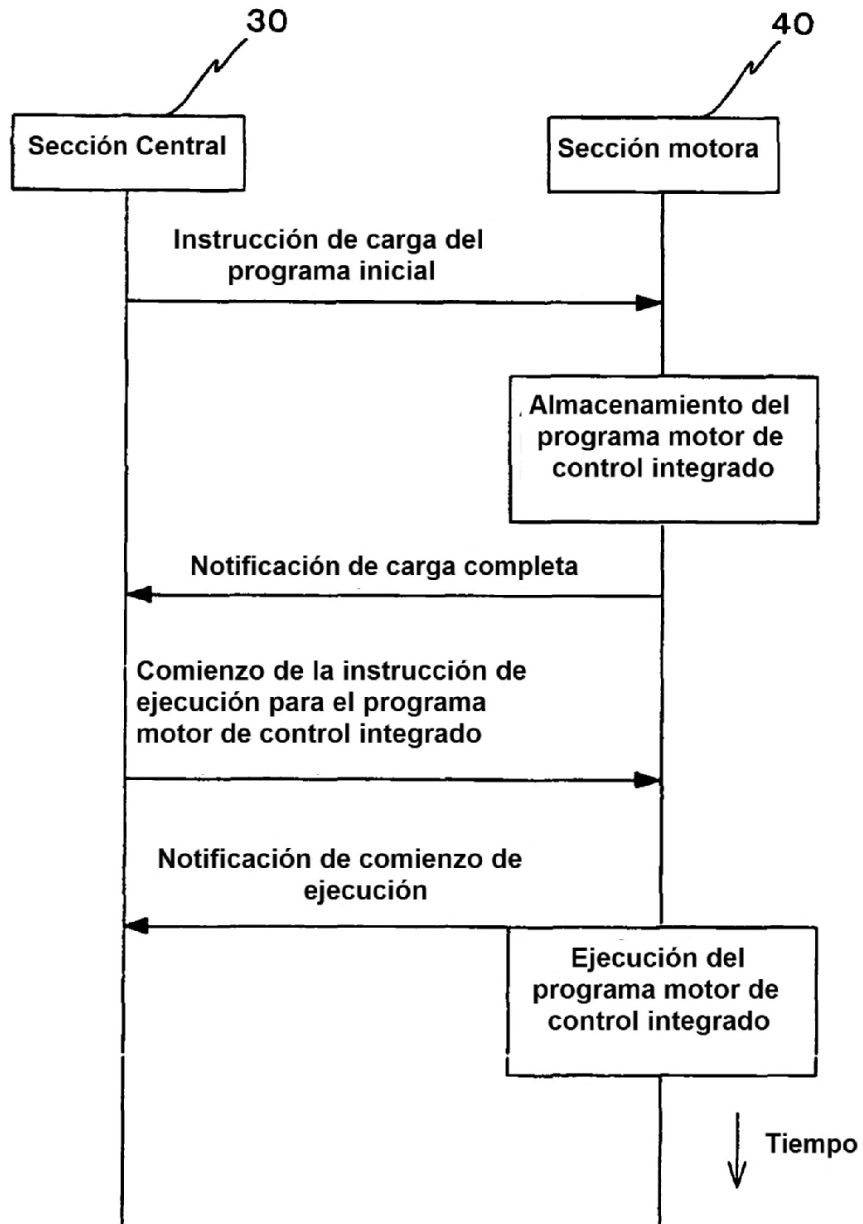 30
40
Sección Central
Sección motora
Instrucción de carga del
programa inicial
Almacenamiento del
programa motor de
control integrado
Notificación de carga completa
Comienzo de la instrucción de
ejecución para el programa
motor de control integrado
Notificación de comienzo de
ejecución
Ejecución del
programa motor de
control integrado
Tiempo